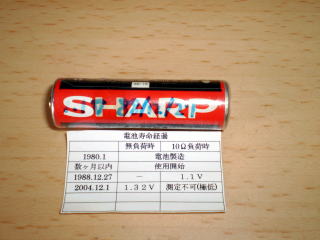 SHARP
電池寿命経過
無負荷時 10Ω負荷時
1980.1 電池製造
数ヶ月以内 使用開始
1988.12.27 － 1.1V
2004.12.1 1.32V 測定不可(極低)